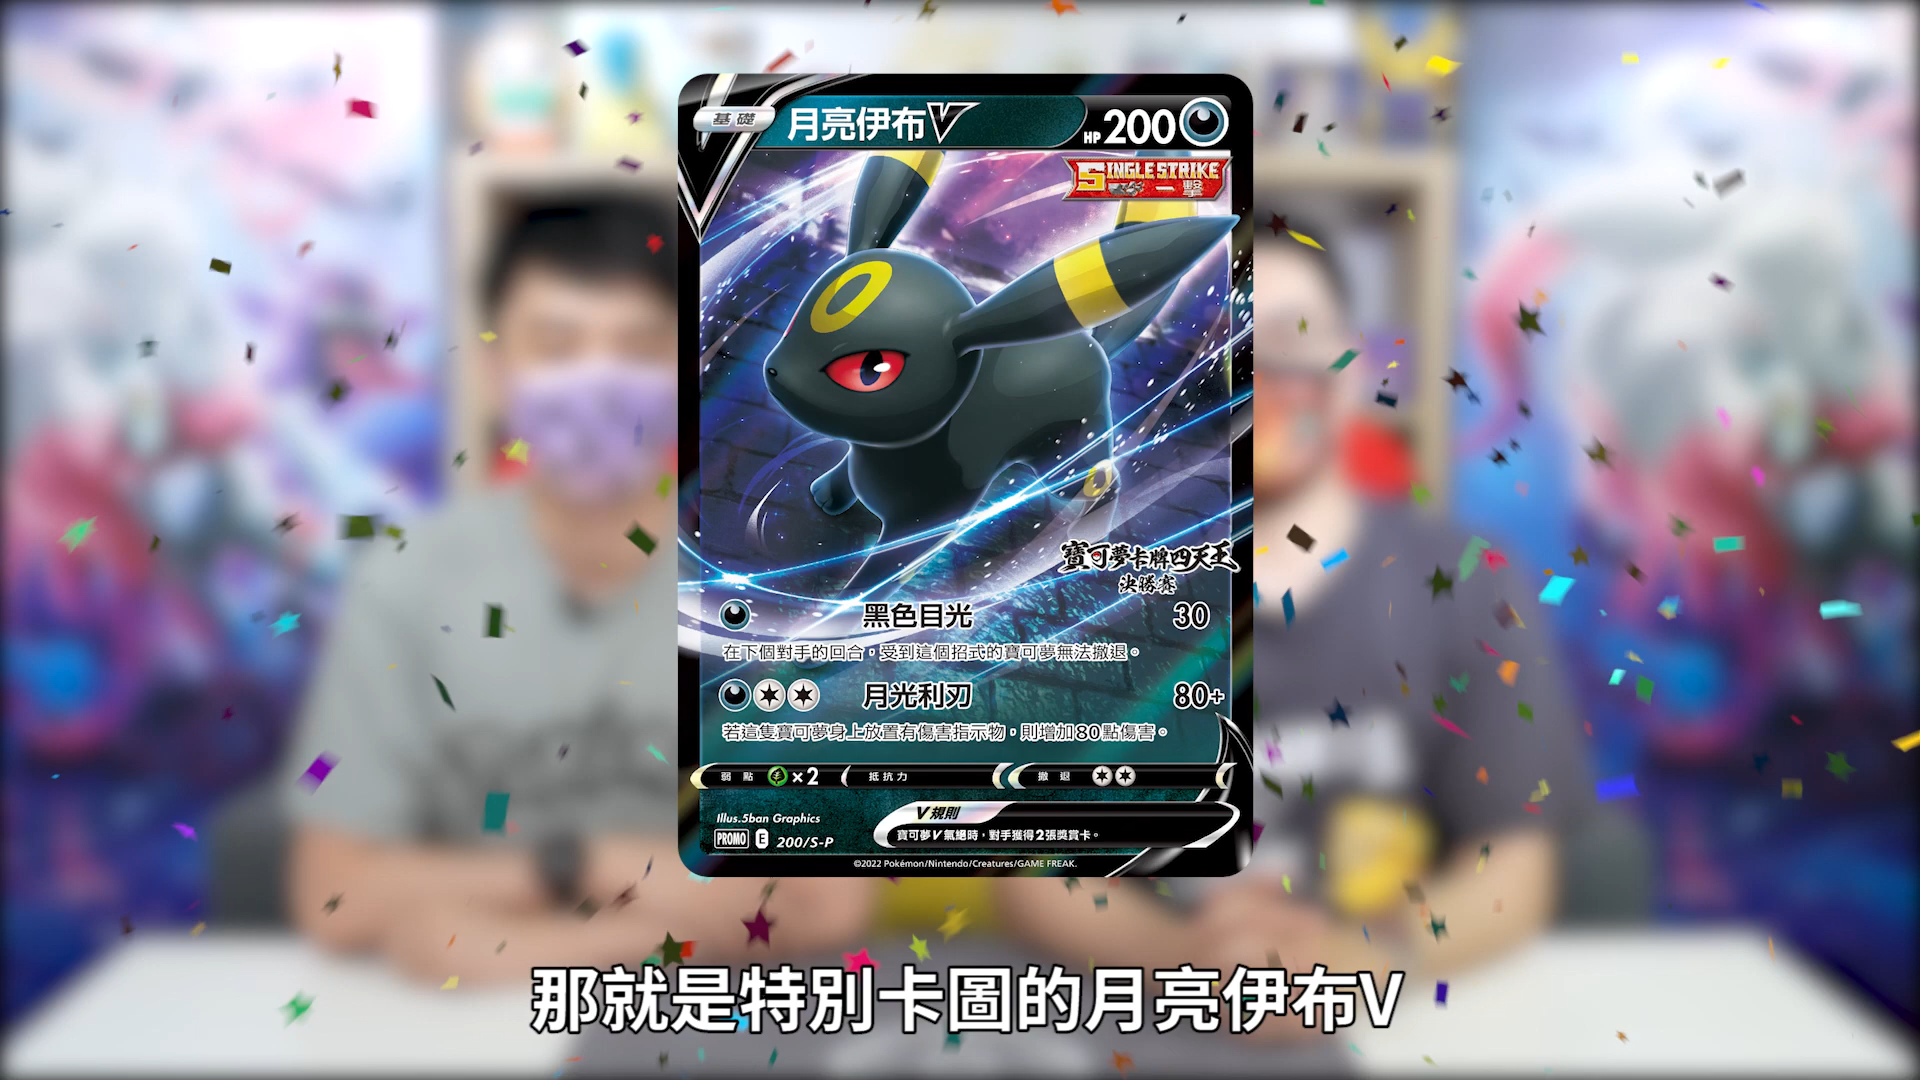 基礎 月亮伊布V HP 200
SINGLE STRIKE
一擊
寶可夢卡牌四天王
決勝賽
黑色目光 30
在下個對手的回合,受到這個招式的寶可夢無法撤退。
月光利刃 80+
若這隻寶可夢身上放置有傷害指示物,則增加80點傷害。
弱點 ×2 抵抗力 撤退
Illus.5ban Graphics
V規則
PROMO E 200/S-P
寶可夢V氣絕時,對手獲得2張獎賞卡。
©2022 Pokémon/Nintendo/Creatures/GAME FREAK.
那就是特別卡圖的月亮伊布V